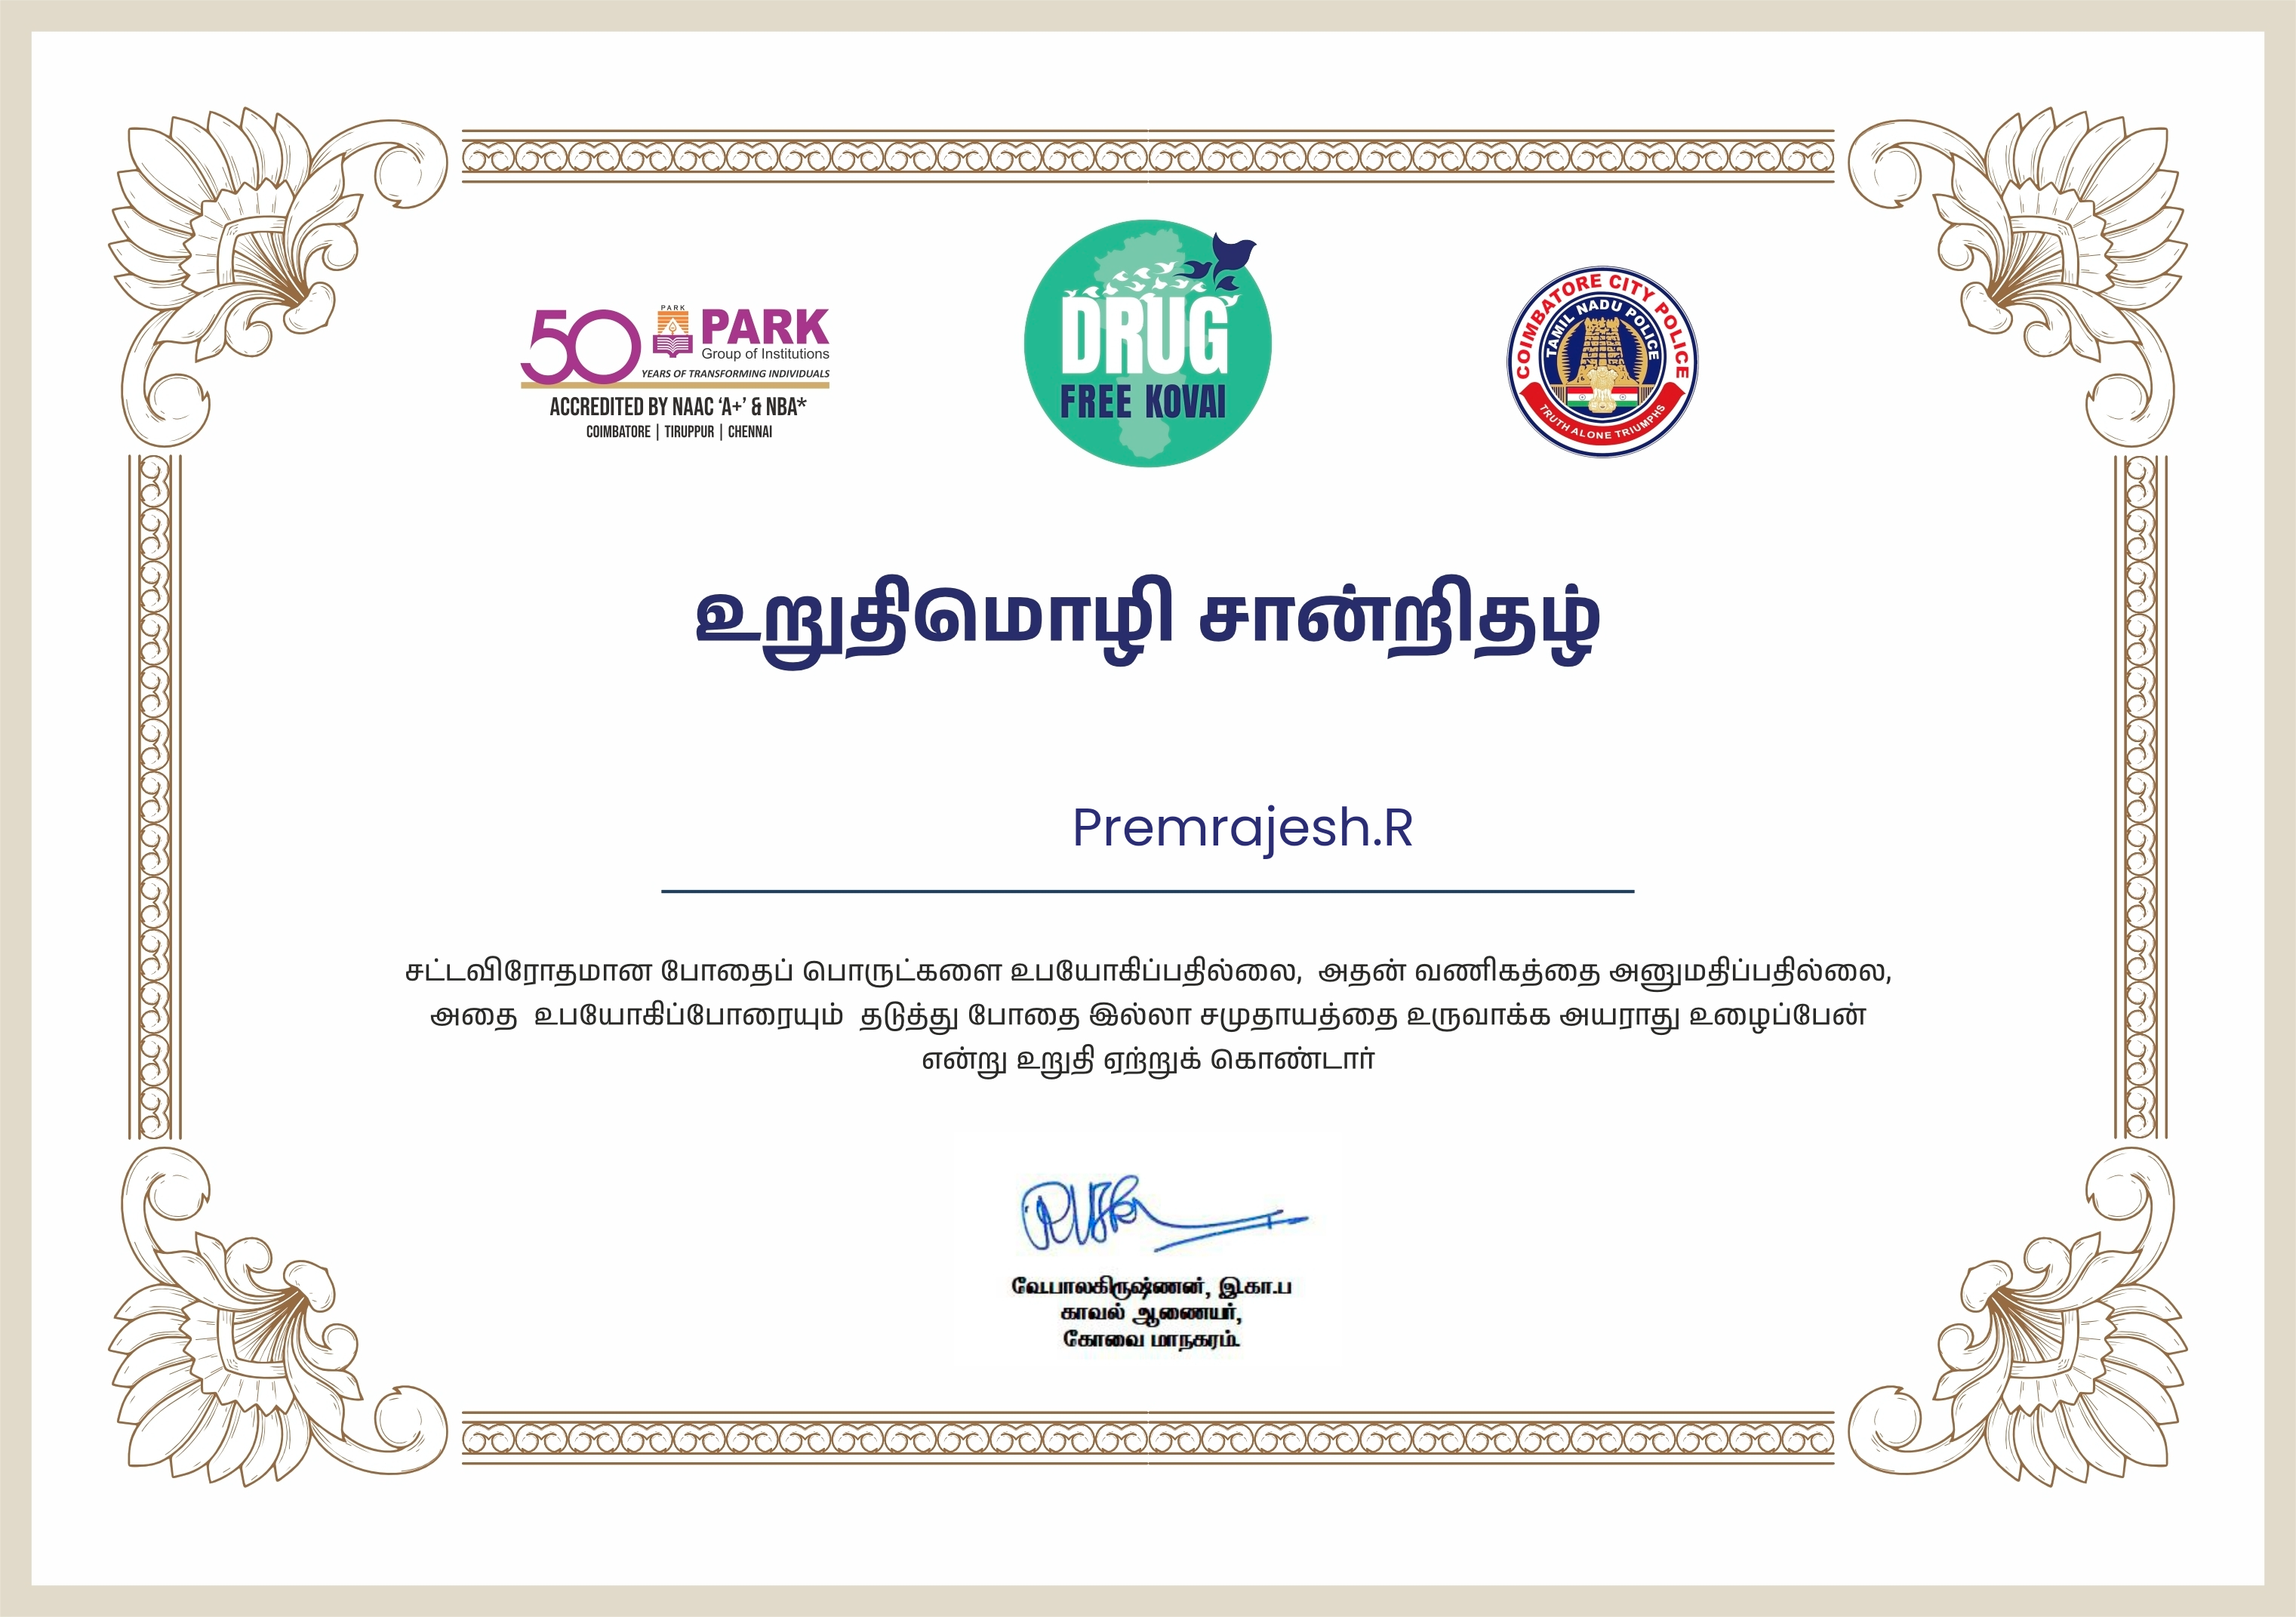 50 PARK PARK
Group of Institutions
YEARS OF TRANSFORMING INDIVIDUALS
ACCREDITED BY NAAC ‘A+’ & NBA*
COIMBATORE | TIRUPPUR | CHENNAI
DRUG
FREE KOVAI
COIMBATORE CITY POLICE
TAMIL NADU POLICE
TRUTH ALONE TRIUMPHS
உறுதிமொழி சான்றிதழ்
Premrajesh.R
சட்டவிரோதமான போதைப் பொருட்களை உபயோகிப்பதில்லை, அதன் வணிகத்தை அனுமதிப்பதில்லை,
அதை உபயோகிப்போரையும் தடுத்து போதை இல்லா சமுதாயத்தை உருவாக்க அயராது உழைப்பேன்
என்று உறுதி ஏற்றுக் கொண்டார்
வே.பாலகிருஷ்ணன், இ.கா.ப
காவல் ஆணையர்,
கோவை மாநகரம்.